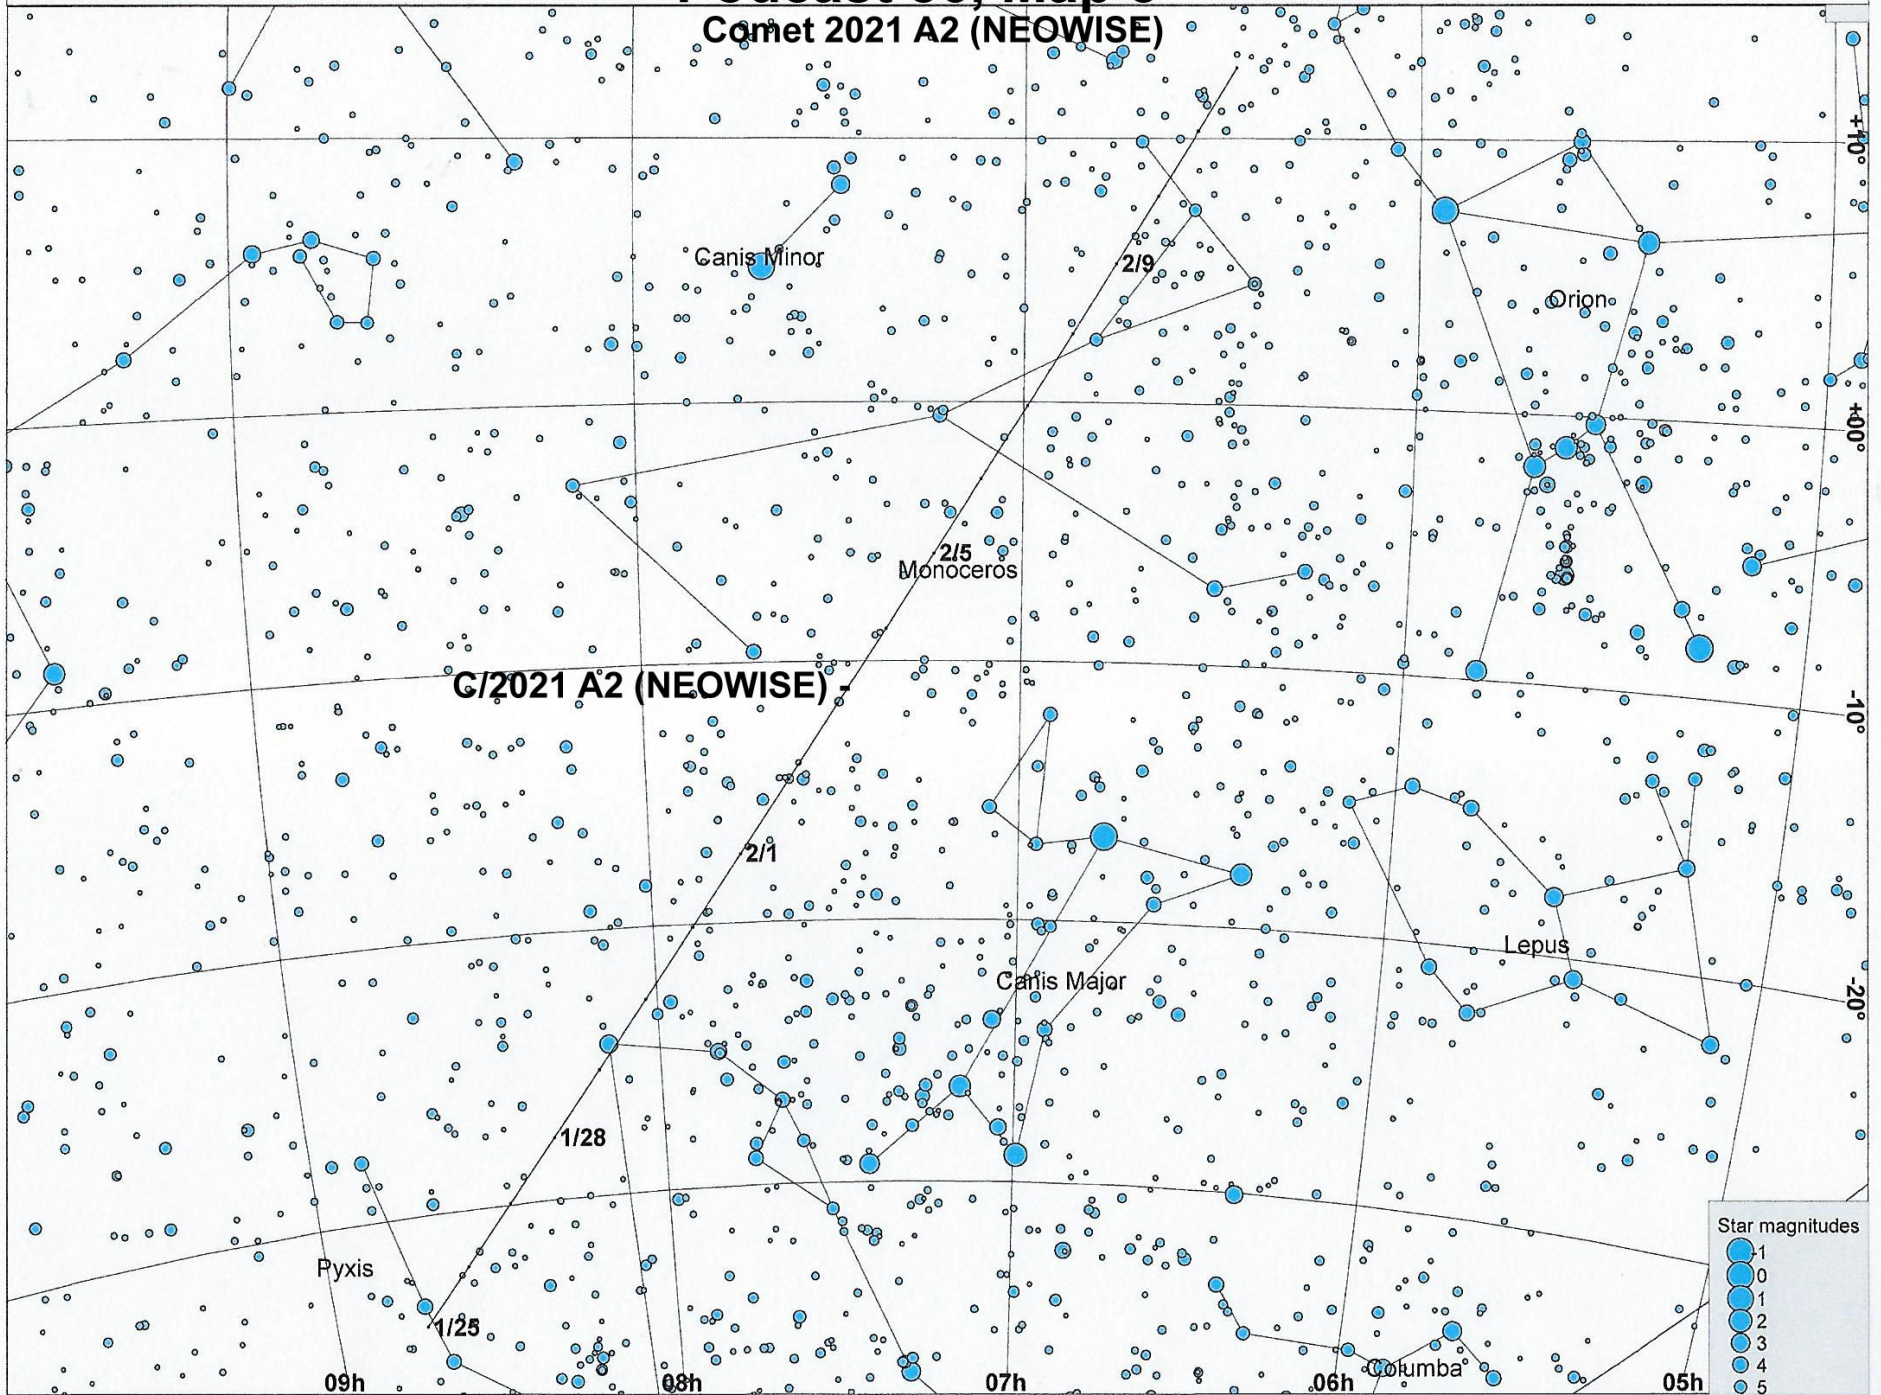 Podcast
Comet 2021 A2 (NEOWISE)
+10°
Canis Minor
2/9
Orion
+00°
2/5
Monoceros
C/2021 A2 (NEOWISE) -
-10°
2/1
Lepus
Canis Major
-20°
1/28
Star magnitudes
-1
0
1
2
3
4
5
Pyxis
1/25
Columba
09h
08h
07h
06h
05h